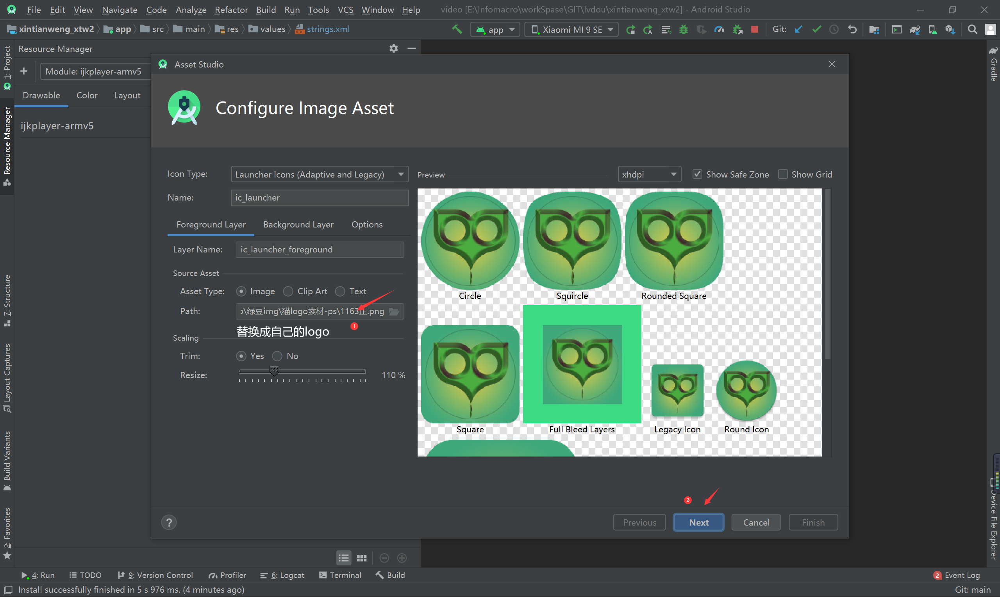 File Edit View Navigate Code Analyze Refactor Build Run Tools VCS Window Help video [E:\Infomacro\workSpase\GIT\lvdou\xintianweng_xtw2] - Android Studio
xintianweng_xtw2 app src main res values strings.xml app Xiaomi MI 9 SE Git:
1: Project
Resource Manager
Z: Structure
Layout Captures
Build Variants
2: Favorites
Resource Manager
Module: ijkplayer-armv5
Drawable Color Layout
ijkplayer-armv5
Asset Studio
Configure Image Asset
Icon Type: Launcher Icons (Adaptive and Legacy)
Name: ic_launcher
Foreground Layer Background Layer Options
Layer Name: ic_launcher_foreground
Source Asset
Asset Type: Image Clip Art Text
Path: \绿豆img\猫logo素材-ps\1163正.png
1
替换成自己的logo
Scaling
Trim: Yes No
Resize: 110 %
Preview xhdpi Show Safe Zone Show Grid
Circle Squircle Rounded Square
Square Full Bleed Layers Legacy Icon Round Icon
2
? Previous Next Cancel Finish
Gradle
Device File Explorer
4: Run TODO 9: Version Control Profiler 6: Logcat Terminal Build 2 Event Log
Install successfully finished in 5 s 976 ms. (4 minutes ago) Git: main